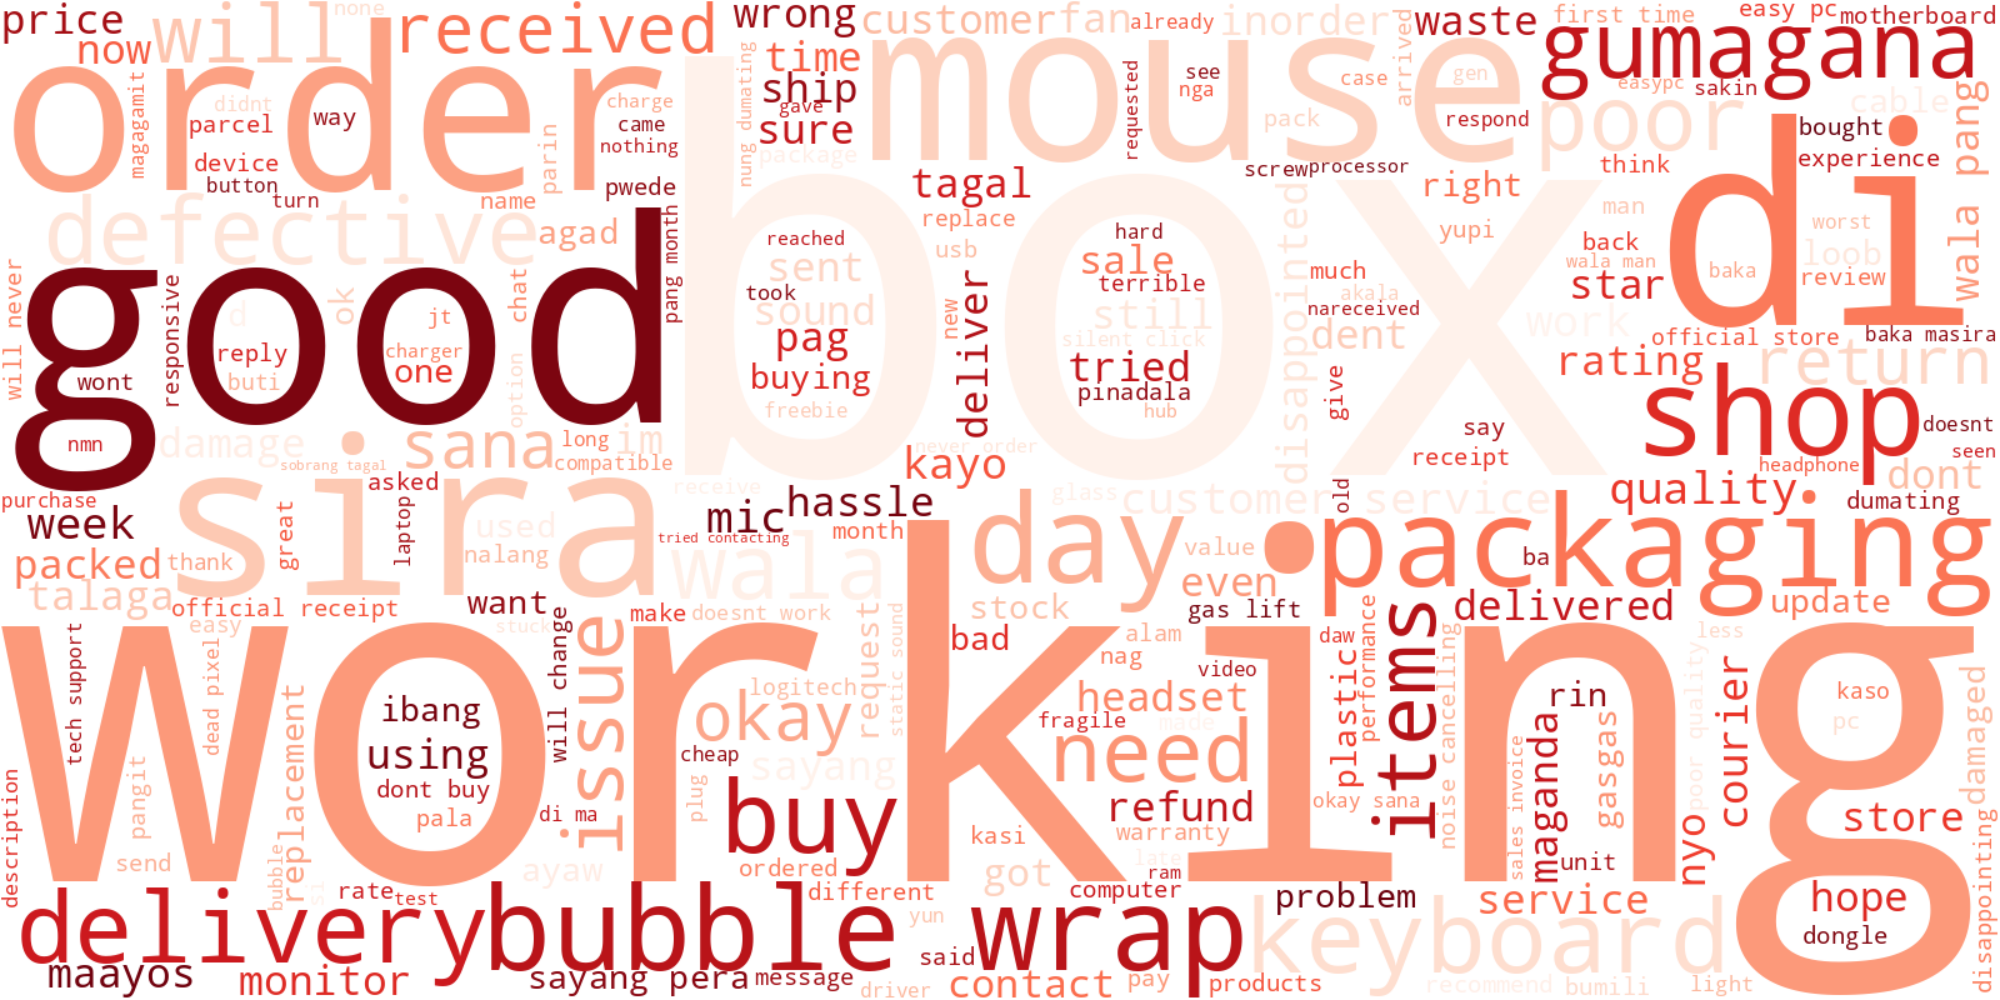 price
now
will
none
received
wrong
customer
fan
already
inorder
arrived
waste
first time
easy pc
motherboard
order
time
ship
gave
sure
mouse
see
nga
requested
case
gen
respond
easypc
sakin
gumagana
poor
cable
magagamit
didnt
parcel
way
charge
came
nothing
device
button
turn
parin
name
pwede
nung dumating
package
pack
screw
processor
think
bought
experience
wala pang
defective
agad
tagal
replace
usb
box
right
yupi
man
back
wala man
star
di
baka
worst
loob
review
good
will never
responsive
d
reply
buti
wont
nmn
ok
jt
charger
one
chat
option
pang month
reached
sent
took
sound
pag
buying
freebie
deliver
new
hard
sale
terrible
still
silent click
tried
pinadala
hub
disappointed
much
akala
nareceived
dent
give
work
official store
baka masira
rating
return
shop
doesnt
seen
damage
sobrang tagal
sana
long
im
compatible
never order
kayo
say
receipt
headphone
dont
purchase
week
sira
asked
laptop
great
used
nalang
receive
mic
hassle
tried contacting
month
glass
customer service
old
quality
dumating
packed
thank
wala
day
value
even
packaging
ba
talaga
official receipt
easy
want
stuck
will change
make
doesnt work
request
static sound
stock
bad
gas lift
delivered
update
working
tech support
dead pixel
pangit
replacement
ibang
using
dont buy
pala
di ma
issue
okay
logitech
cheap
sayang
plug
buy
alam
nag
headset
video
fragile
made
need
refund
daw
plastic
performance
items
okay sana
noise cancelling
rin
maganda
sales invoice
gasgas
unit
less
poor quality
nyo
courier
kaso
pc
store
damaged
disappointing
description
send
bubble
si
ayaw
ordered
kasi
got
warranty
late
ram
computer
different
problem
service
hope
dongle
delivery
rate
test
bubble
yun
said
wrap
keyboard
maayos
monitor
sayang pera
message
driver
contact
pay
products
recommend
bumili
light